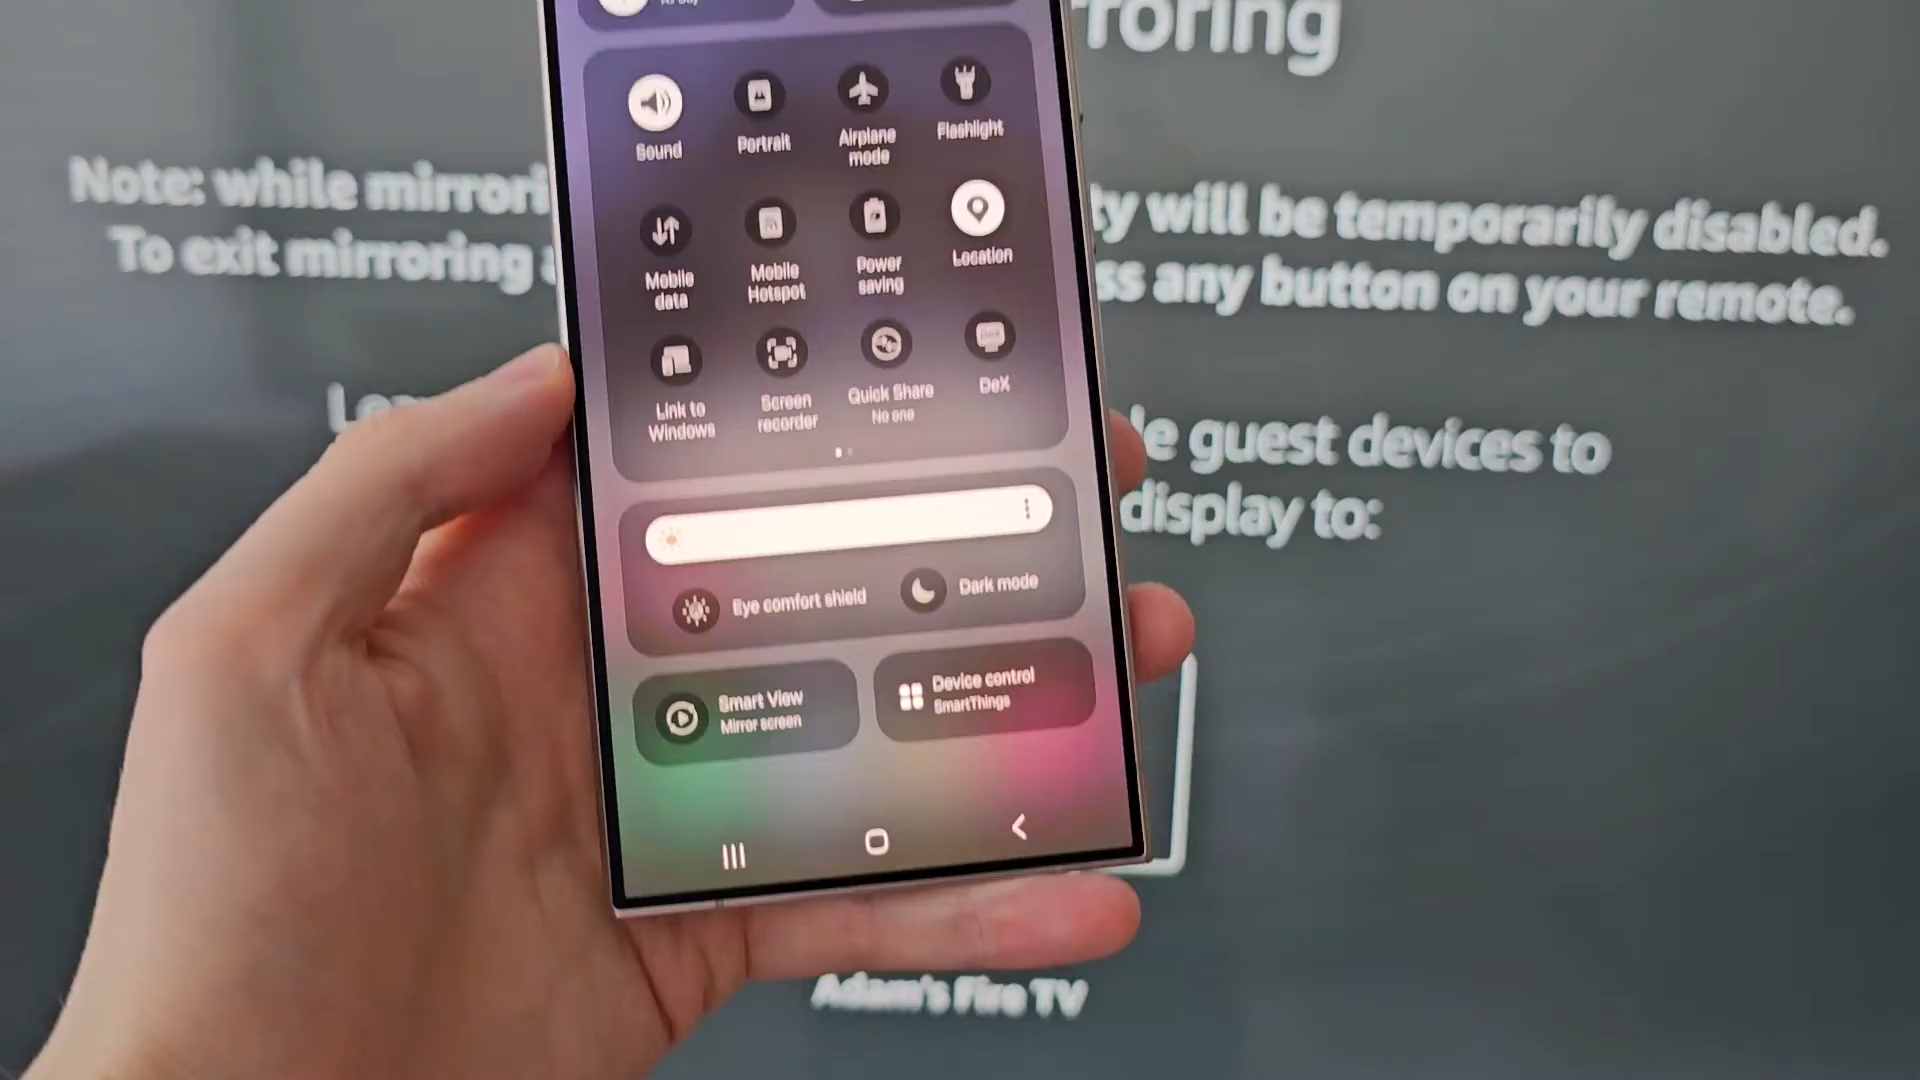 roring
Note: while mirrori
ty will be temporarily disabled.
To exit mirroring
ss any button on your remote.
le guest devices to
display to:
Adam's Fire TV
Sound
Portrait
Airplane
mode
Flashlight
Mobile
data
Mobile
Hotspot
Power
saving
Location
Link to
Windows
Screen
recorder
Quick Share
No one
DeX
Eye comfort shield
Dark mode
Smart View
Mirror screen
Device control
SmartThings